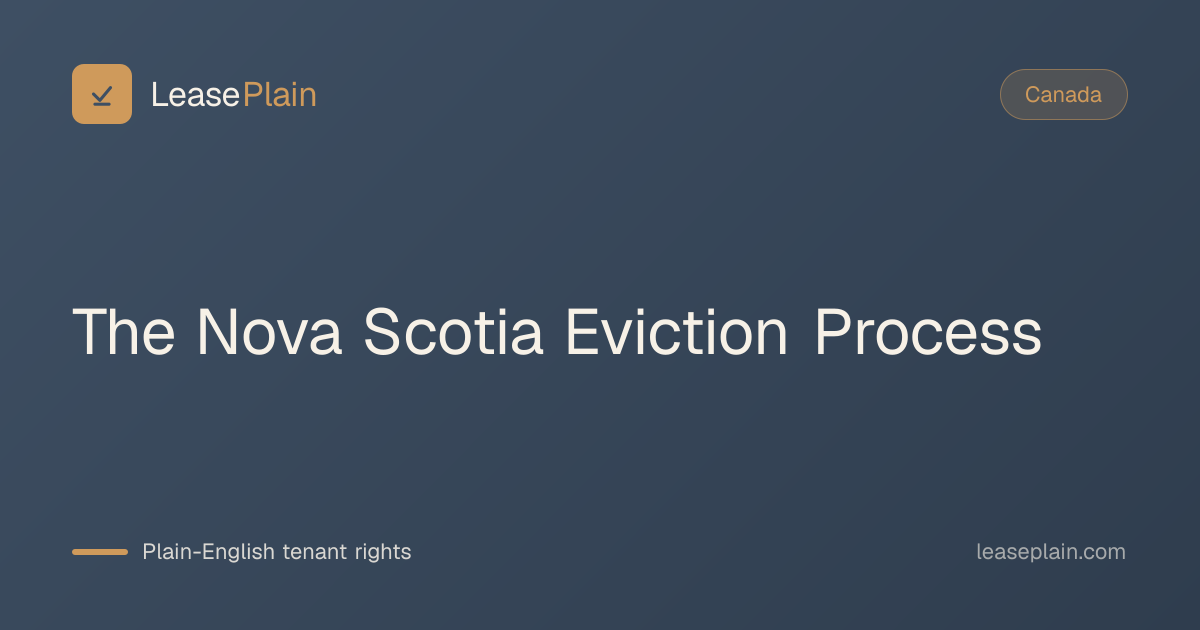 LeasePlain
Canada
The Nova Scotia Eviction Process
Plain-English tenant rights
leaseplain.com